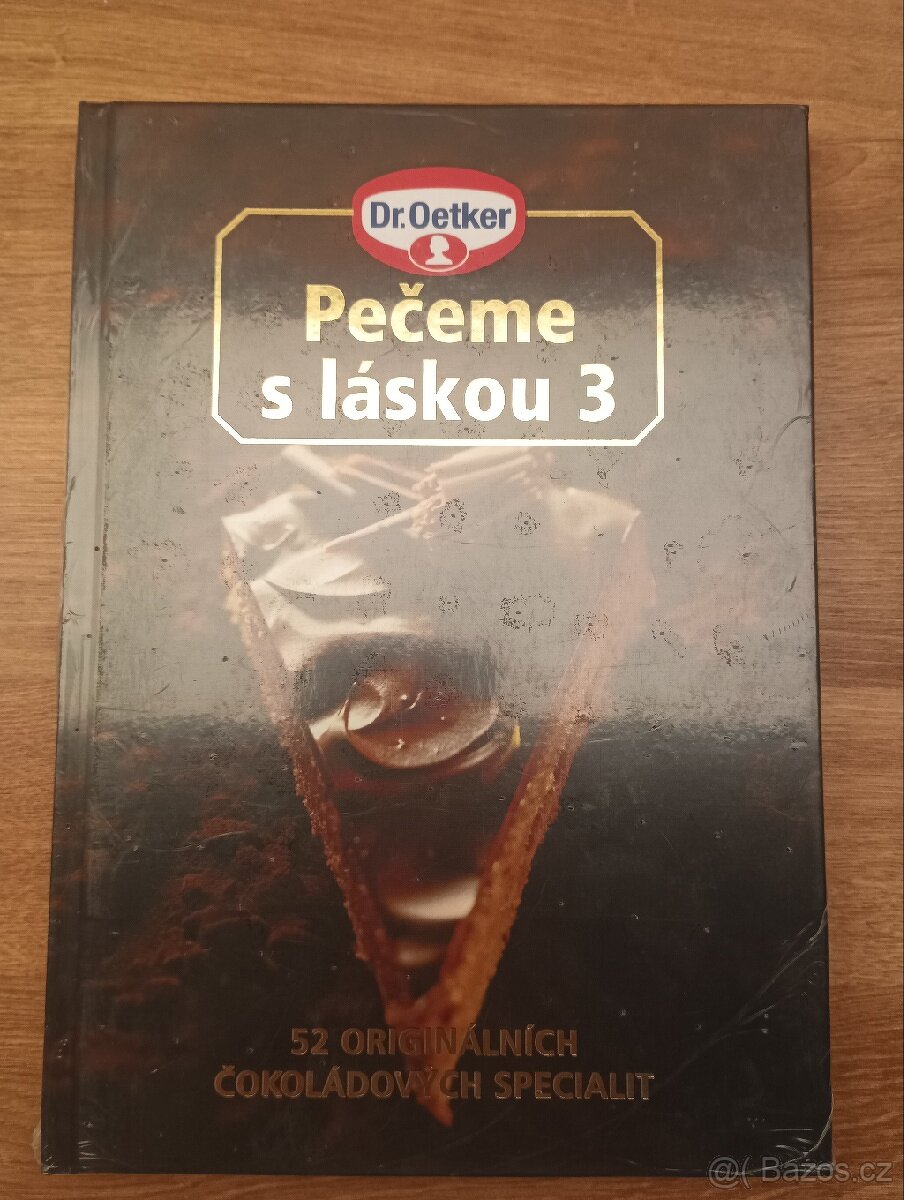 Dr.Oetker
Pečeme
s láskou 3
52 ORIGINÁLNÍCH
ČOKOLÁDOVÝCH SPECIALIT
@( Bazos.cz